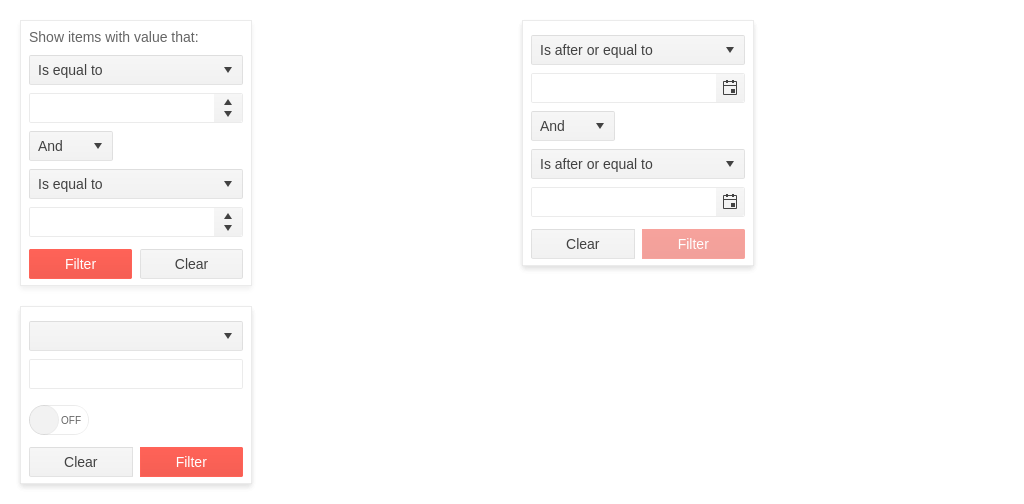 Show items with value that:
Is equal to
And
Is equal to
Filter
Clear
Is after or equal to
And
Is after or equal to
Clear
Filter
OFF
Clear
Filter